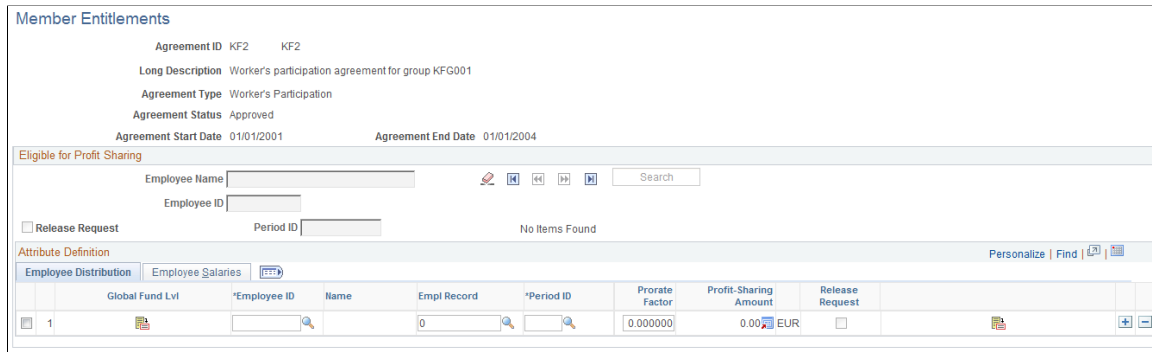 Member Entitlements
Agreement ID KF2 KF2
Long Description Worker's participation agreement for group KFG001
Agreement Type Worker's Participation
Agreement Status Approved
Agreement Start Date 01/01/2001 Agreement End Date 01/01/2004
Eligible for Profit Sharing
Employee Name Search
Employee ID
Release Request Period ID No Items Found
Attribute Definition Personalize | Find | |
Employee Distribution Employee Salaries
Global Fund Lvl *Employee ID Name Empl Record *Period ID Prorate Factor Profit-Sharing Amount Release Request
1 0 0.000000 0.00 EUR